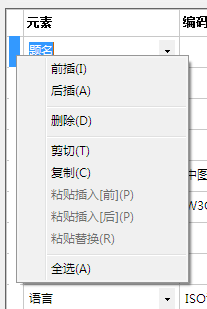 元素 编码
题名
前插(I)
后插(A)
删除(D)
剪切(T)
复制(C)
粘贴插入[前](P)
粘贴插入[后](P)
粘贴替换(R)
全选(A)
中图
W3C
语言 ISO